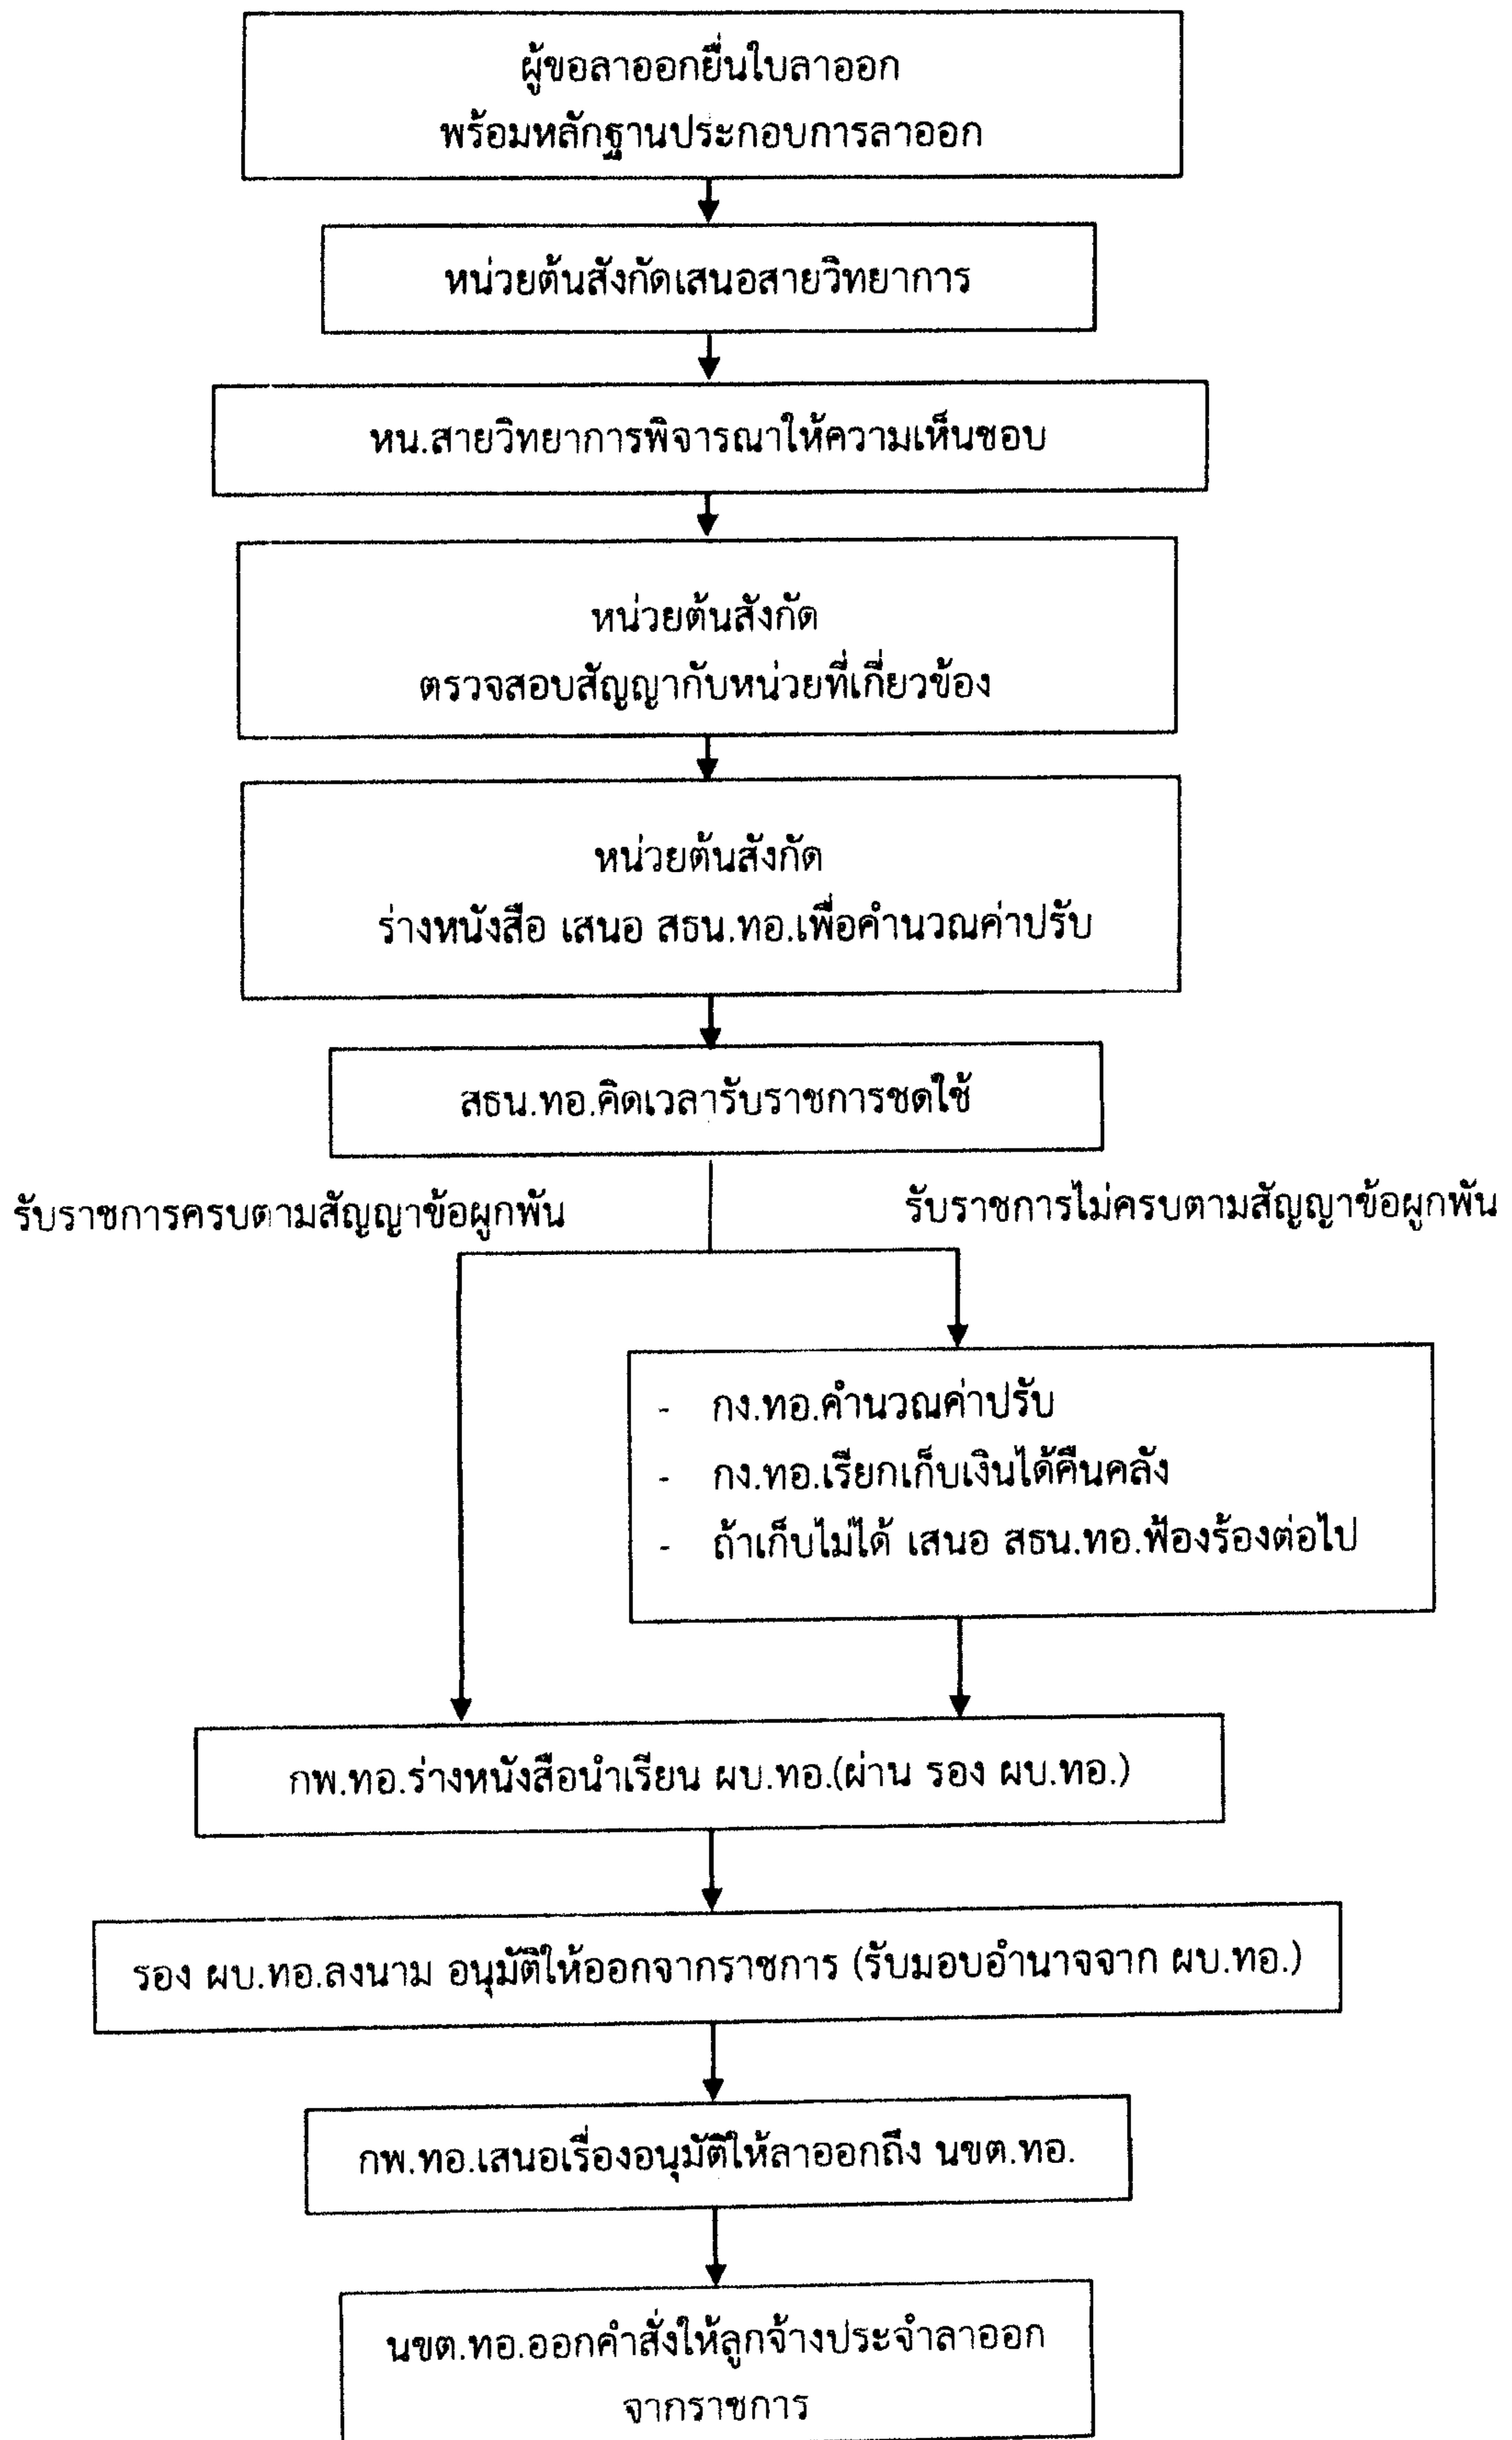 ผู้ขอลาออกยื่นใบลาออก
พร้อมหลักฐานประกอบการลาออก
หน่วยต้นสังกัดเสนอสายวิทยาการ
หน.สายวิทยาการพิจารณาให้ความเห็นชอบ
หน่วยต้นสังกัด
ตรวจสอบสัญญากับหน่วยที่เกี่ยวข้อง
หน่วยต้นสังกัด
ร่างหนังสือ เสนอ สธน.ทอ.เพื่อคำนวณค่าปรับ
สธน.ทอ.คิดเวลารับราชการชดใช้
รับราชการครบตามสัญญาข้อผูกพัน
รับราชการไม่ครบตามสัญญาข้อผูกพัน
- กง.ทอ.คำนวณค่าปรับ
- กง.ทอ.เรียกเก็บเงินได้คืนคลัง
- ถ้าเก็บไม่ได้ เสนอ สธน.ทอ.ฟ้องร้องต่อไป
กพ.ทอ.ร่างหนังสือนำเรียน ผบ.ทอ.(ผ่าน รอง ผบ.ทอ.)
รอง ผบ.ทอ.ลงนาม อนุมัติให้ออกจากราชการ (รับมอบอำนาจจาก ผบ.ทอ.)
กพ.ทอ.เสนอเรื่องอนุมัติให้ลาออกถึง นขต.ทอ.
นขต.ทอ.ออกคำสั่งให้ลูกจ้างประจำลาออก
จากราชการ